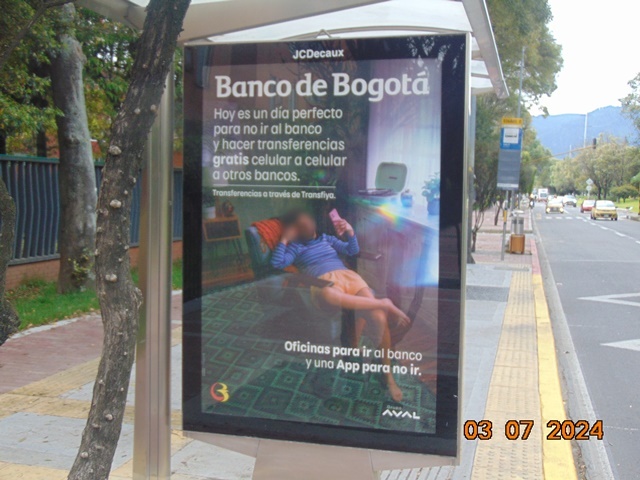 JCDecaux
Banco de Bogotá
Hoy es un día perfecto
para no ir al banco
y hacer transferencias
gratis celular a celular
a otros bancos.
Transferencias a través de Transfiya.
Oficinas para ir al banco
y una App para no ir.
AVAL
03 07 2024